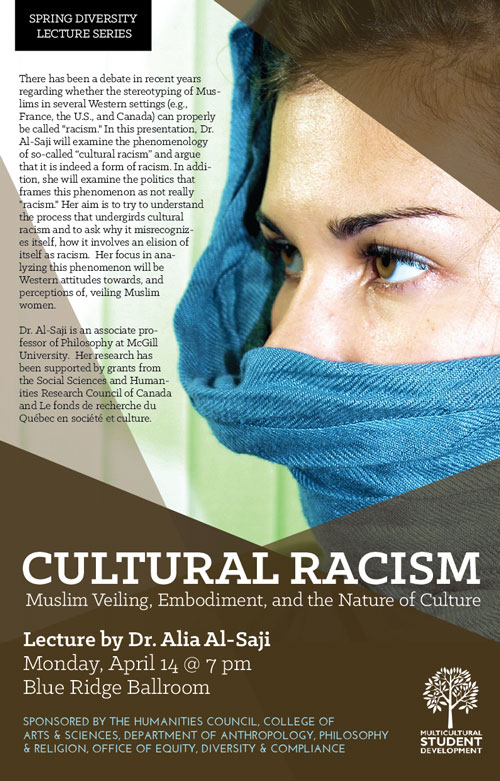 SPRING DIVERSITY
LECTURE SERIES
There has been a debate in recent years
regarding whether the stereotyping of Mus-
lims in several Western settings (e.g.,
France, the U.S., and Canada) can properly
be called "racism." In this presentation, Dr.
Al-Saji will examine the phenomenology
of so-called "cultural racism" and argue
that it is indeed a form of racism. In addi-
tion, she will examine the politics that
frames this phenomenon as not really
"racism." Her aim is to try to understand
the process that undergirds cultural
racism and to ask why it misrecogniz-
es itself, how it involves an elision of
itself as racism. Her focus in ana-
lyzing this phenomenon will be
Western attitudes towards, and
perceptions of, veiling Muslim
women.
Dr. Al-Saji is an associate pro-
fessor of Philosophy at McGill
University. Her research has
been supported by grants from
the Social Sciences and Human-
ities Research Council of Canada
and Le fonds de recherche du
Québec en société et culture.
CULTURAL RACISM
Muslim Veiling, Embodiment, and the Nature of Culture
Lecture by Dr. Alia Al-Saji
Monday, April 14 @ 7 pm
Blue Ridge Ballroom
SPONSORED BY THE HUMANITIES COUNCIL, COLLEGE OF
ARTS & SCIENCES, DEPARTMENT OF ANTHROPOLOGY, PHILOSOPHY
& RELIGION, OFFICE OF EQUITY, DIVERSITY & COMPLIANCE
MULTICULTURAL
STUDENT
DEVELOPMENT